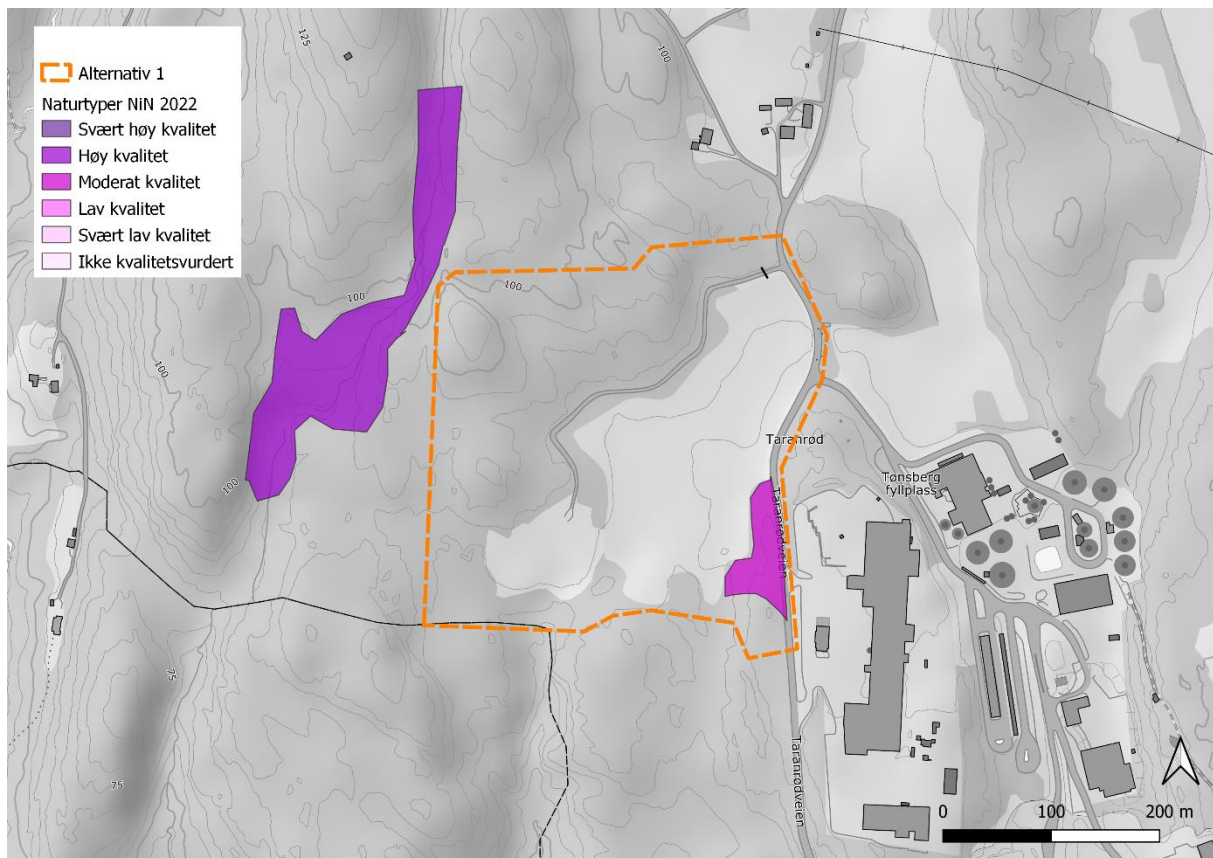 Alternativ 1
Naturtyper NiN 2022
Svært høy kvalitet
Høy kvalitet
Moderat kvalitet
Lav kvalitet
Svært lav kvalitet
Ikke kvalitetsvurdert
125
100
100
100
100
100
Taranrød
Tønsberg
fyllplass
Taranrødveien
75
75
Taranrødveien
0 100 200 m